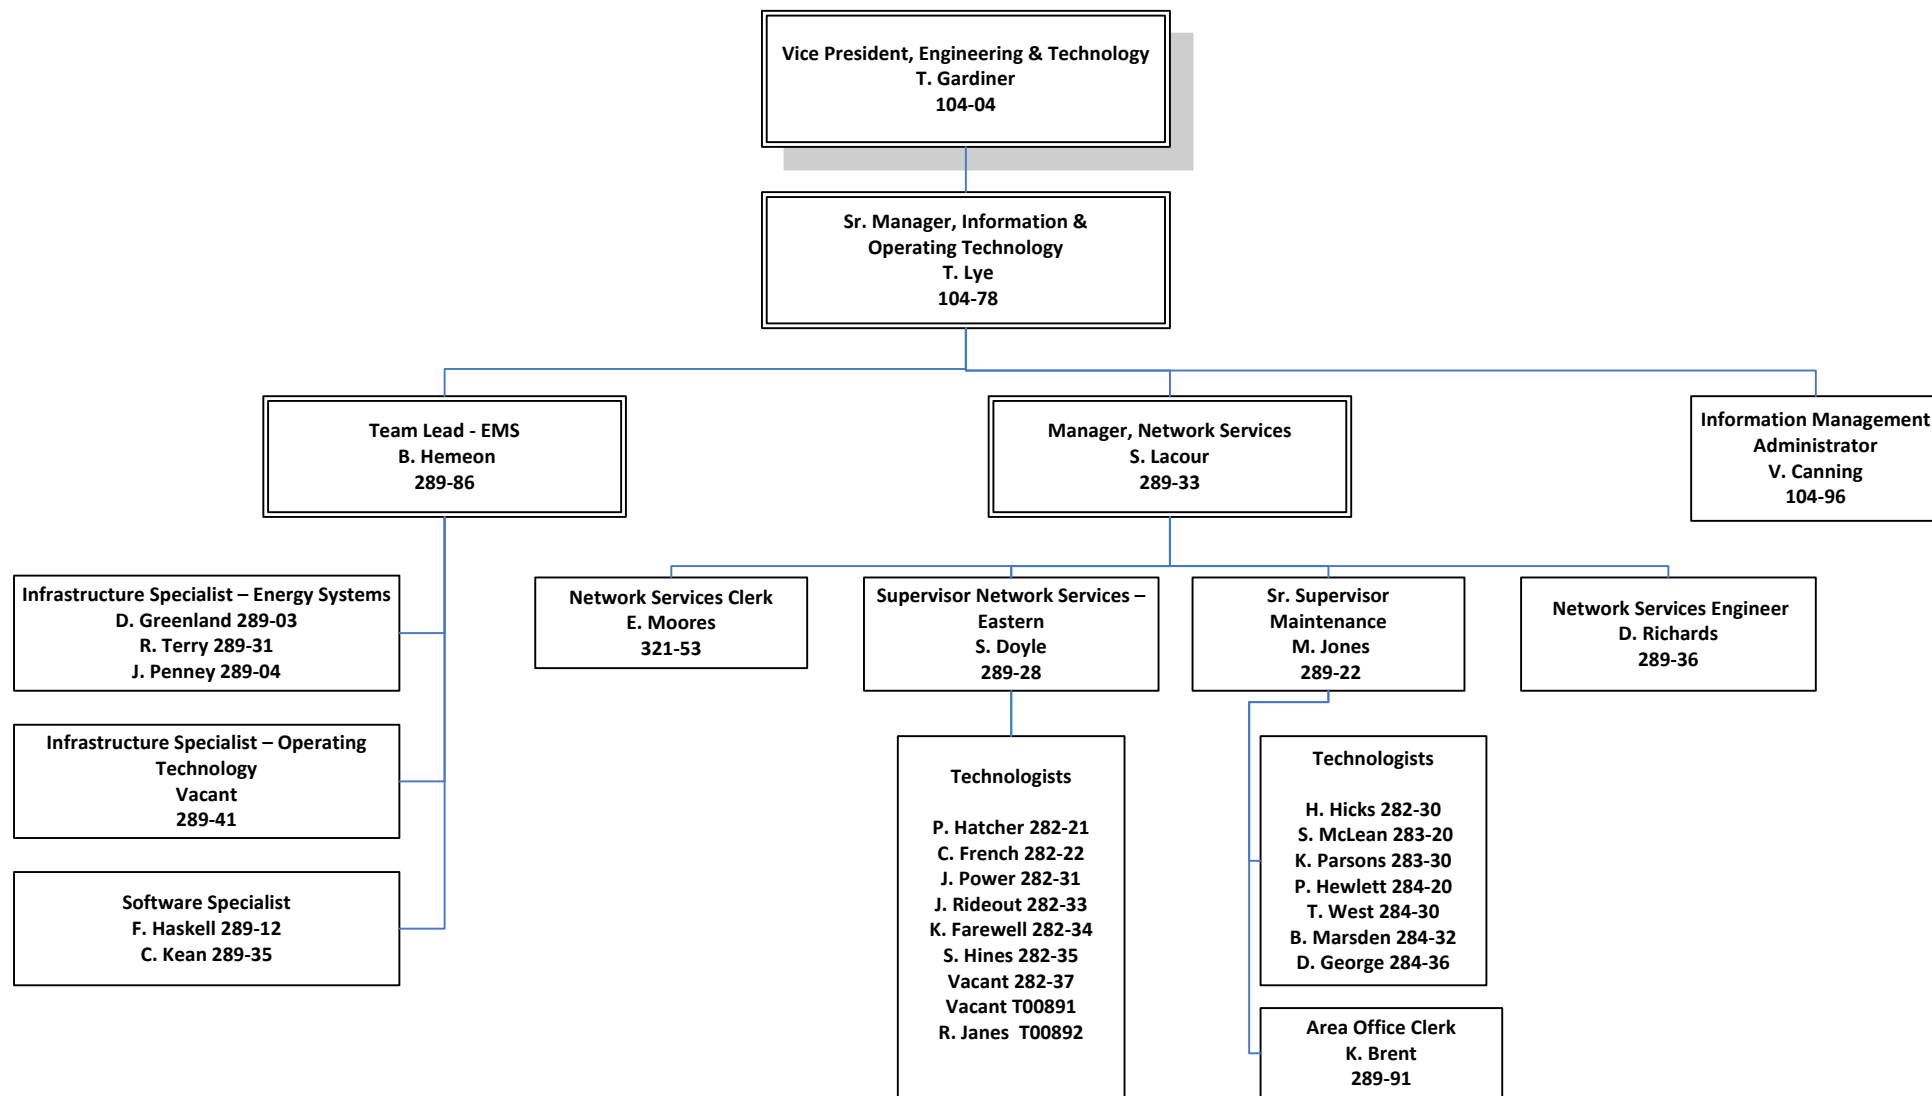 Vice President, Engineering & Technology
T. Gardiner
104-04
Sr. Manager, Information &
Operating Technology
T. Lye
104-78
Team Lead - EMS
B. Hemeon
289-86
Manager, Network Services
S. Lacour
289-33
Information Management
Administrator
V. Canning
104-96
Infrastructure Specialist – Energy Systems
D. Greenland 289-03
R. Terry 289-31
J. Penney 289-04
Infrastructure Specialist – Operating
Technology
Vacant
289-41
Software Specialist
F. Haskell 289-12
C. Kean 289-35
Network Services Clerk
E. Moores
321-53
Supervisor Network Services –
Eastern
S. Doyle
289-28
Sr. Supervisor
Maintenance
M. Jones
289-22
Network Services Engineer
D. Richards
289-36
Technologists
P. Hatcher 282-21
C. French 282-22
J. Power 282-31
J. Rideout 282-33
K. Farewell 282-34
S. Hines 282-35
Vacant 282-37
Vacant T00891
R. Janes  T00892
Technologists
H. Hicks 282-30
S. McLean 283-20
K. Parsons 283-30
P. Hewlett 284-20
T. West 284-30
B. Marsden 284-32
D. George 284-36
Area Office Clerk
K. Brent
289-91